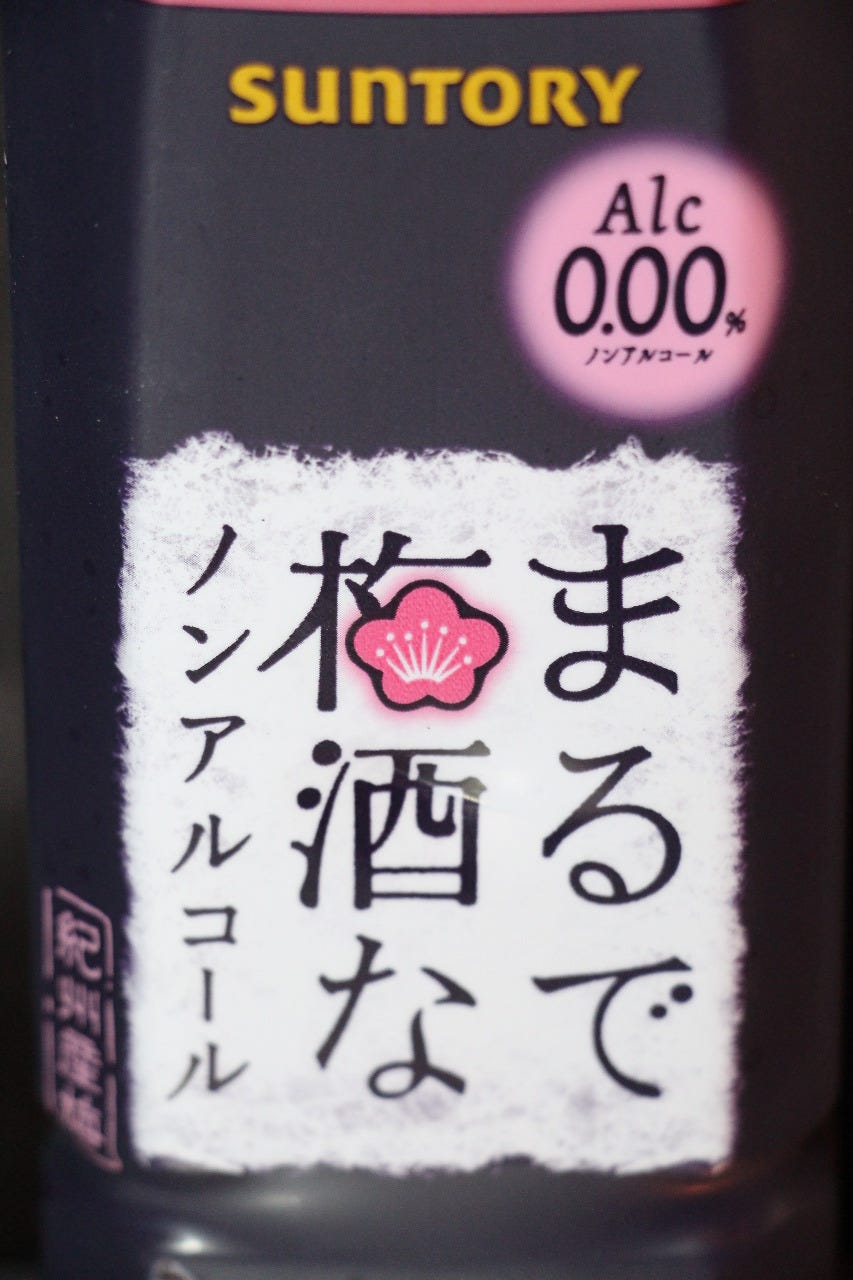 SUNTORY
Alc
0.00%
ノンアルコール
まるで
梅酒な
ノンアルコール
紀州産梅